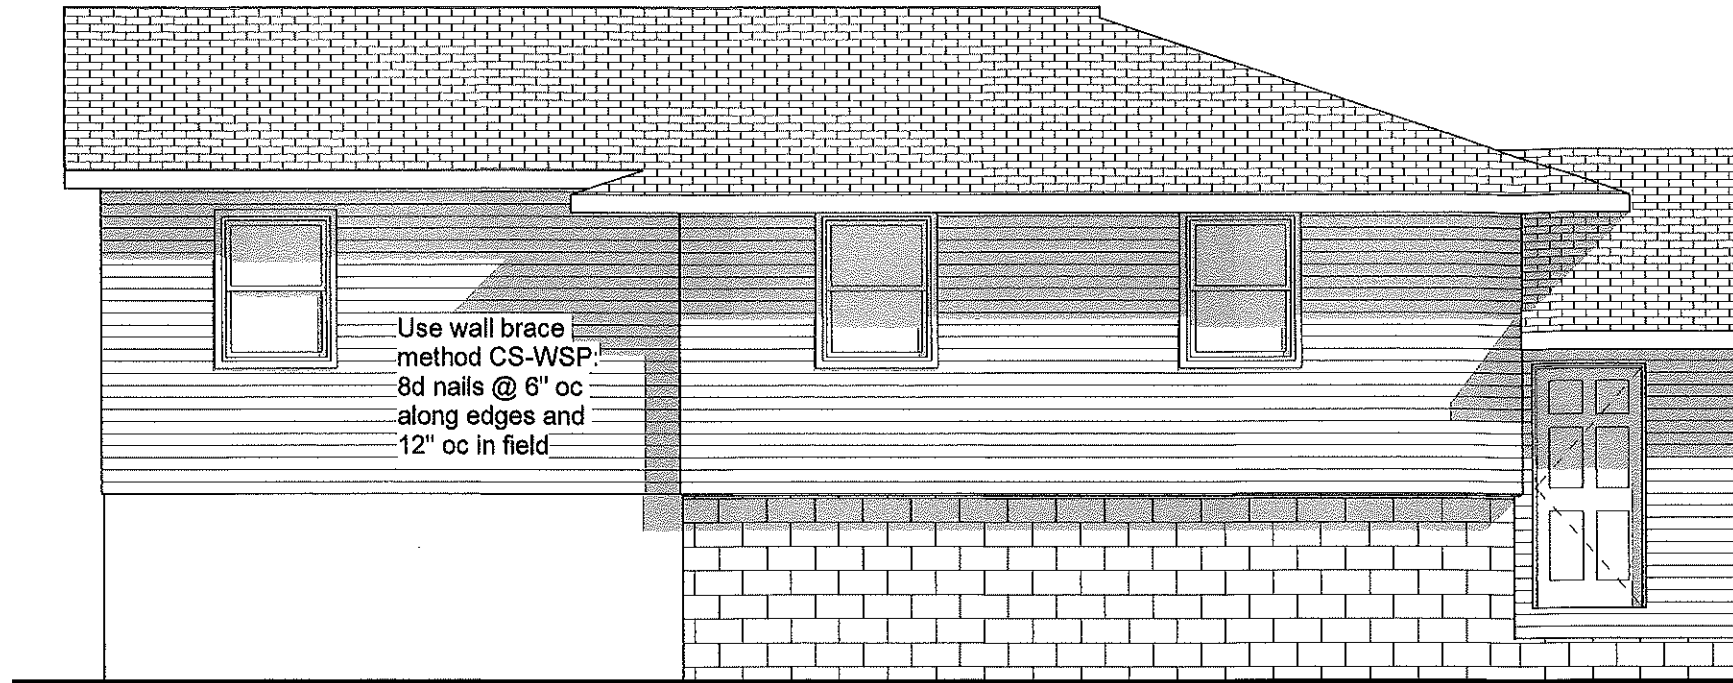 Use wall brace
method CS-WSP:
8d nails @ 6" oc
along edges and
12" oc in field